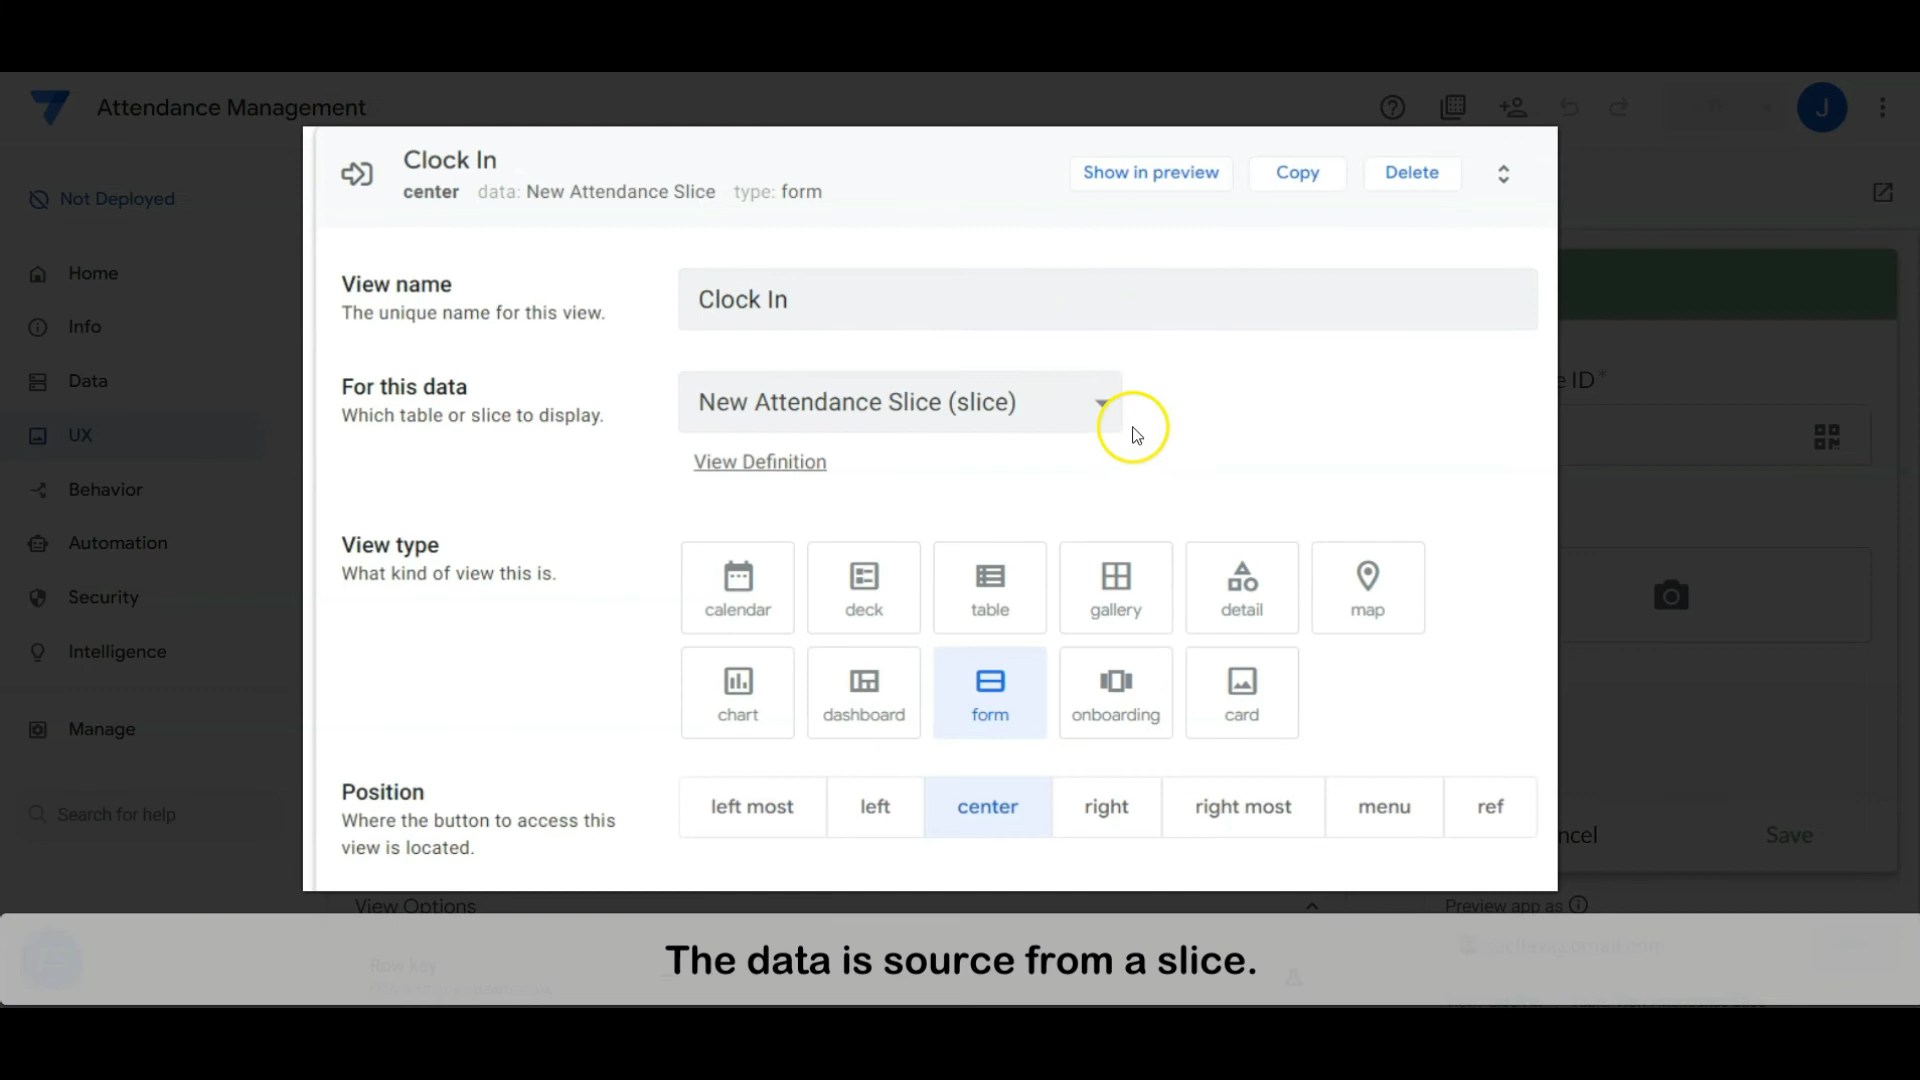 Attendance Management
J
Not Deployed
Home
Info
Data
UX
Behavior
Automation
Security
Intelligence
Manage
Search for help
Clock In
center data: New Attendance Slice type: form
Show in preview
Copy
Delete
View name
The unique name for this view.
Clock In
For this data
Which table or slice to display.
New Attendance Slice (slice)
View Definition
View type
What kind of view this is.
calendar
deck
table
gallery
detail
map
chart
dashboard
form
onboarding
card
Position
Where the button to access this
view is located.
left most
left
center
right
right most
menu
ref
e ID*
ncel
Save
View Options
Preview app as
Row key
The data is source from a slice.